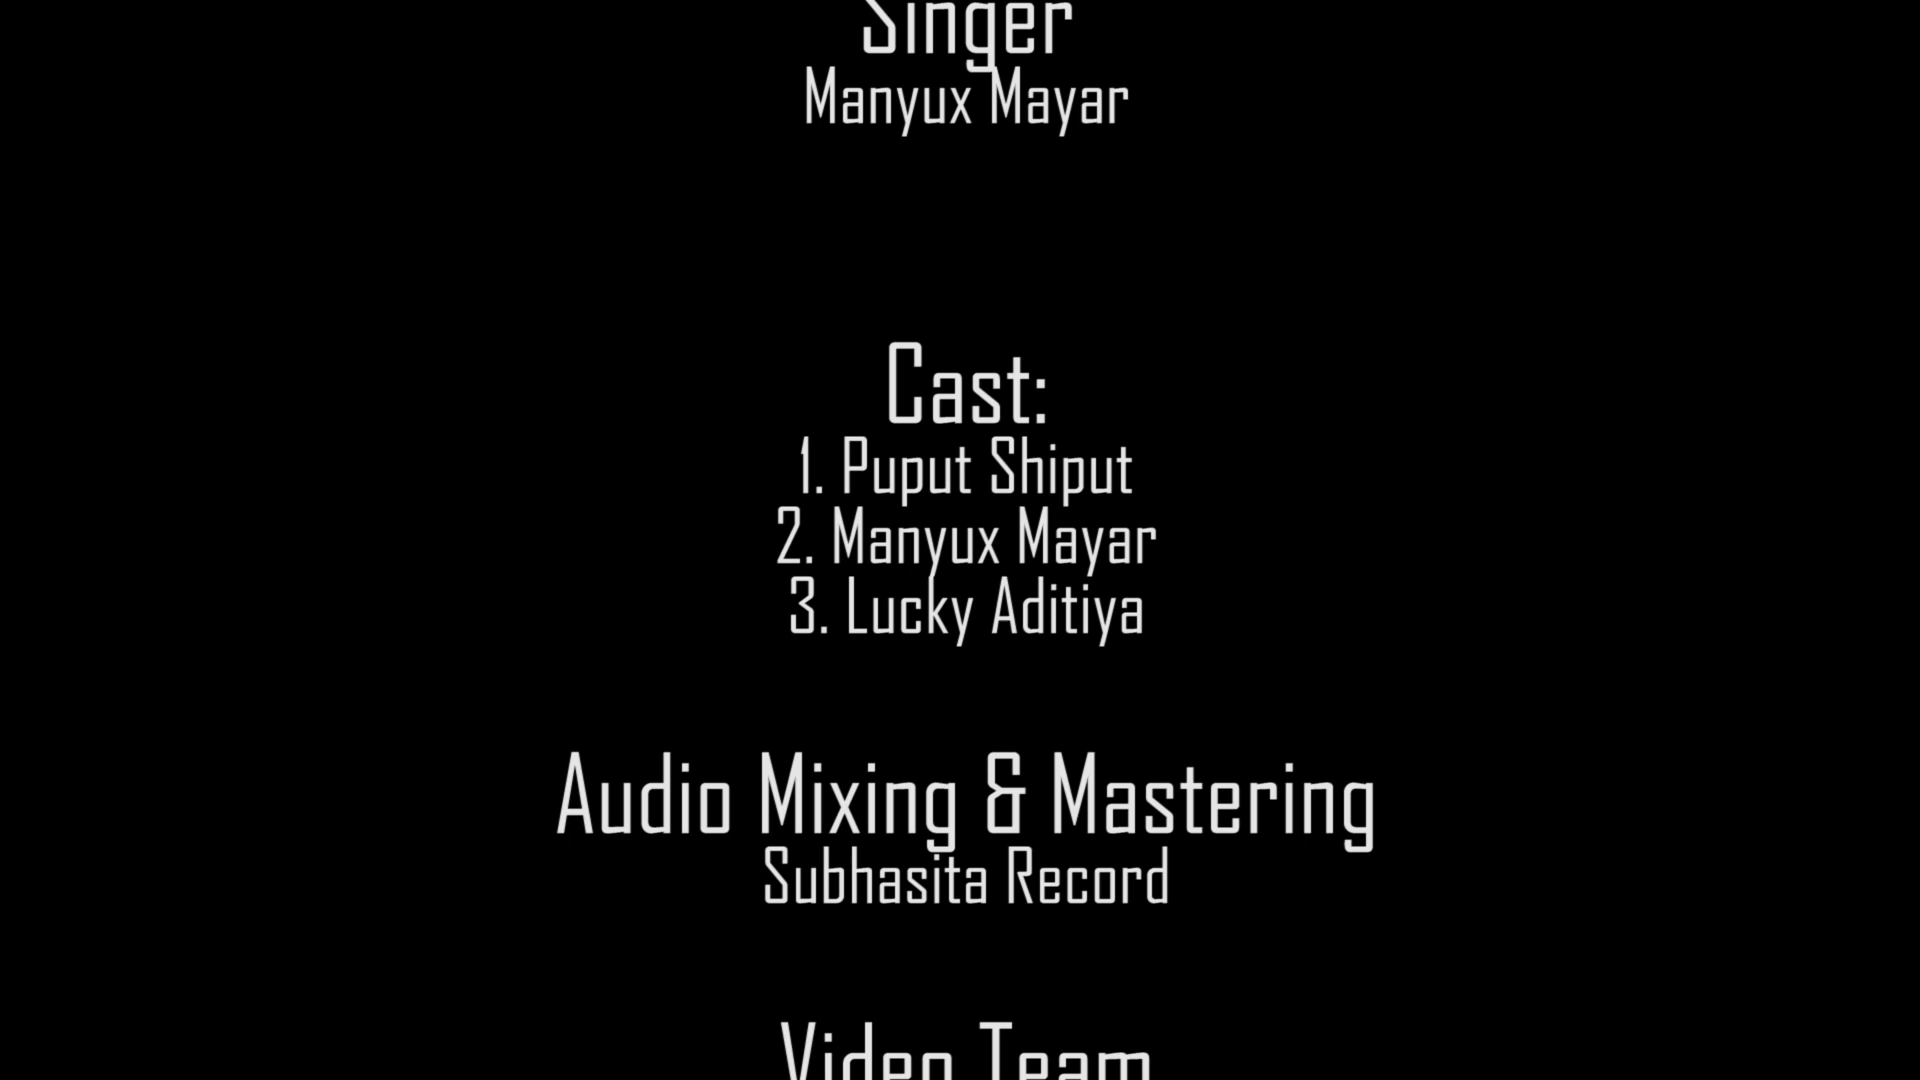 Singer
Manyux Mayar
Cast:
1. Puput Shiput
2. Manyux Mayar
3. Lucky Aditiya
Audio Mixing & Mastering
Subhasita Record
Video Team